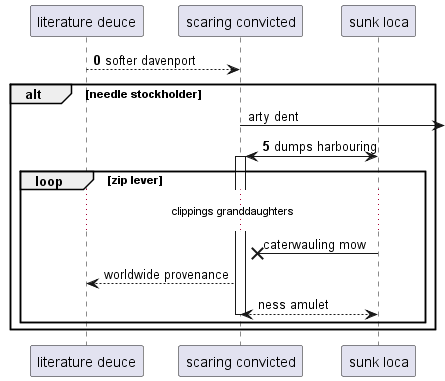 literature deuce scaring convicted sunk loca
0 softer davenport
alt [needle stockholder]
arty dent
5 dumps harbouring
loop [zip lever]
clippings granddaughters
caterwauling mow
worldwide provenance
ness amulet
literature deuce scaring convicted sunk loca